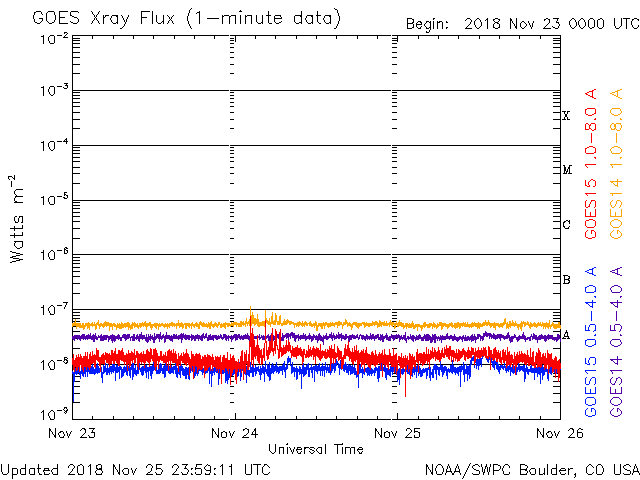 GOES Xray Flux (1-minute data)
Begin: 2018 Nov 23 0000 UTC
10⁻²
10⁻³
10⁻⁴
10⁻⁵
10⁻⁶
10⁻⁷
10⁻⁸
10⁻⁹
Watts m⁻²
X
M
C
B
A
GOES15 1.0-8.0 A
GOES14 1.0-8.0 A
GOES15 0.5-4.0 A
GOES14 0.5-4.0 A
Nov 23 Nov 24 Nov 25 Nov 26
Universal Time
Updated 2018 Nov 25 23:59:11 UTC
NOAA/SWPC Boulder, CO USA